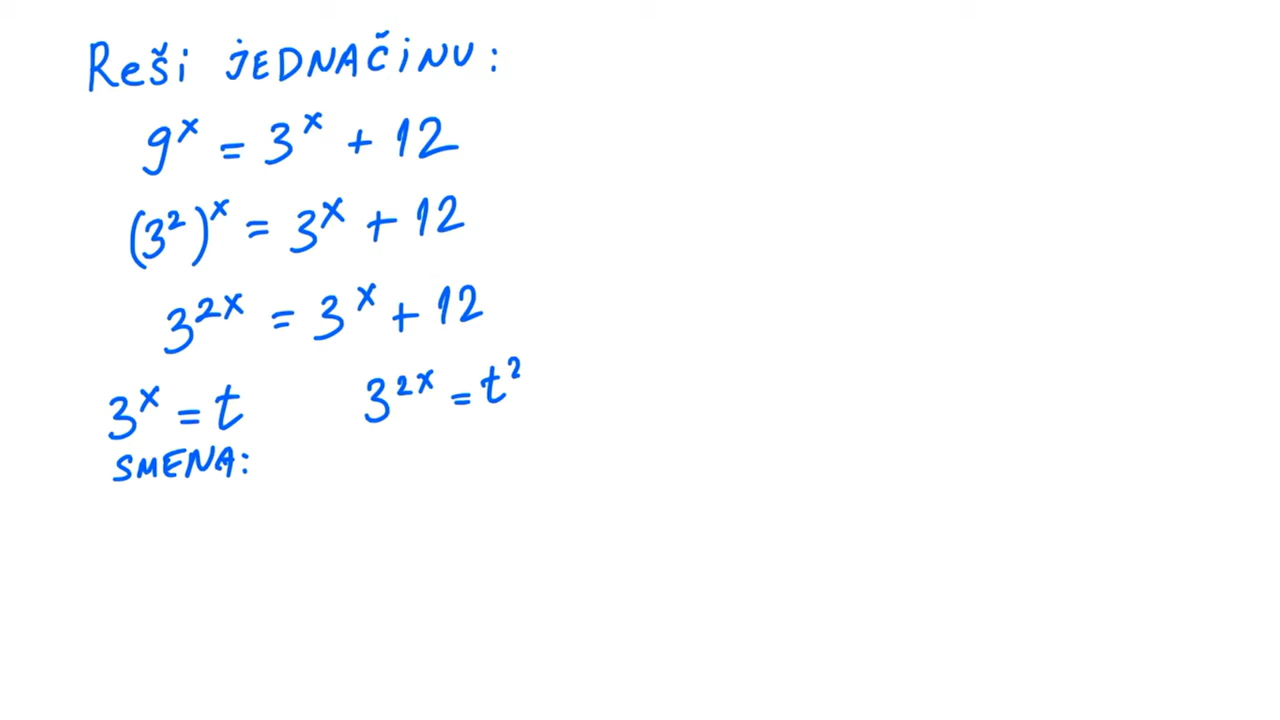 Reši JEDNAČINU:
9^x = 3^x + 12
(3^2)^x = 3^x + 12
3^{2x} = 3^x + 12
3^x = t    3^{2x} = t^2
SMENA: